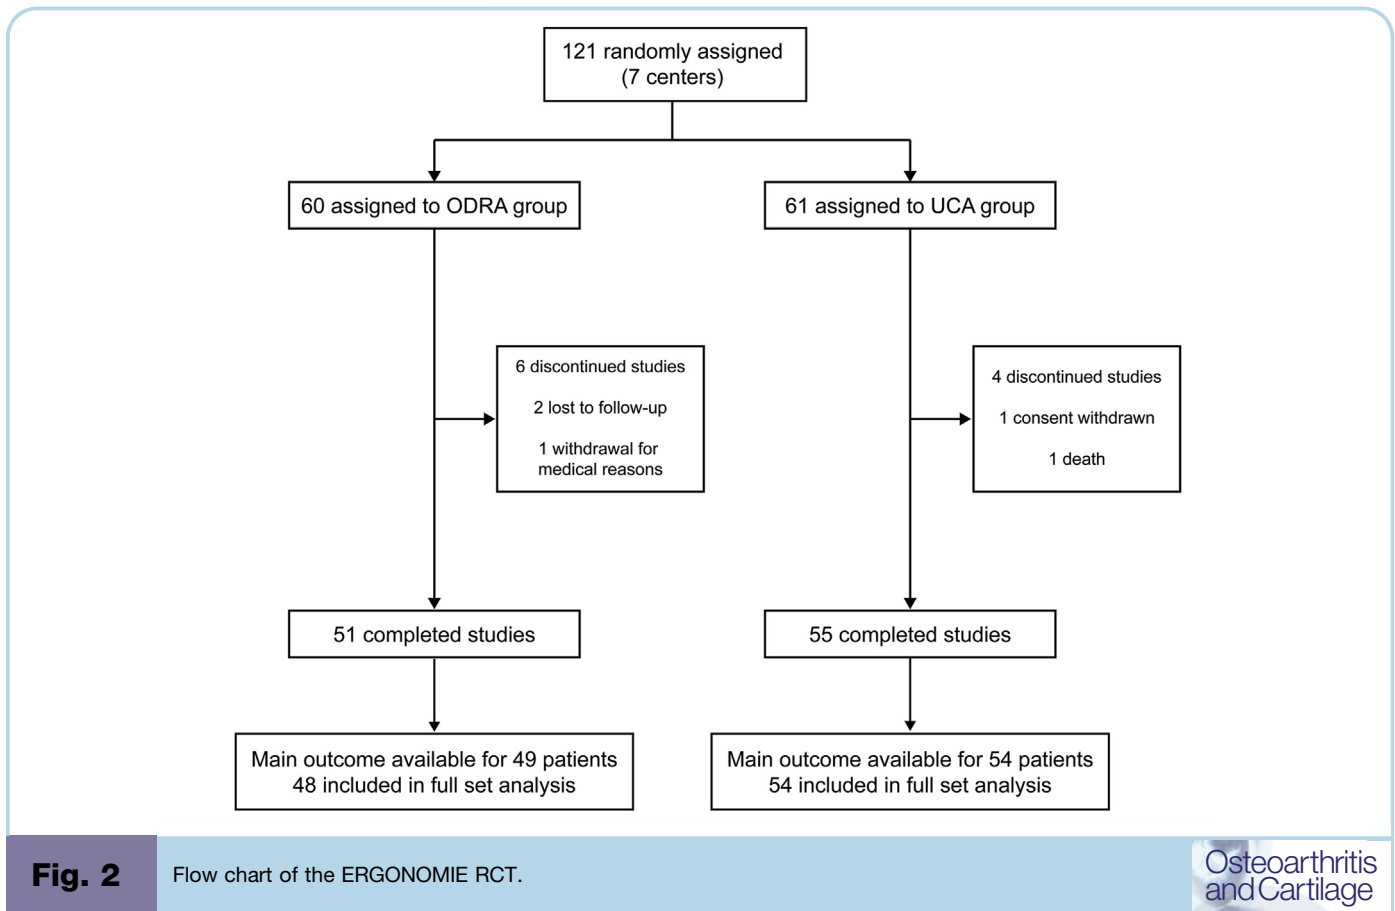 121 randomly assigned
(7 centers)
60 assigned to ODRA group
61 assigned to UCA group
6 discontinued studies
2 lost to follow-up
1 withdrawal for
medical reasons
4 discontinued studies
1 consent withdrawn
1 death
51 completed studies
55 completed studies
Main outcome available for 49 patients
48 included in full set analysis
Main outcome available for 54 patients
54 included in full set analysis
Fig. 2
Flow chart of the ERGONOMIE RCT.
Osteoarthritis
and Cartilage